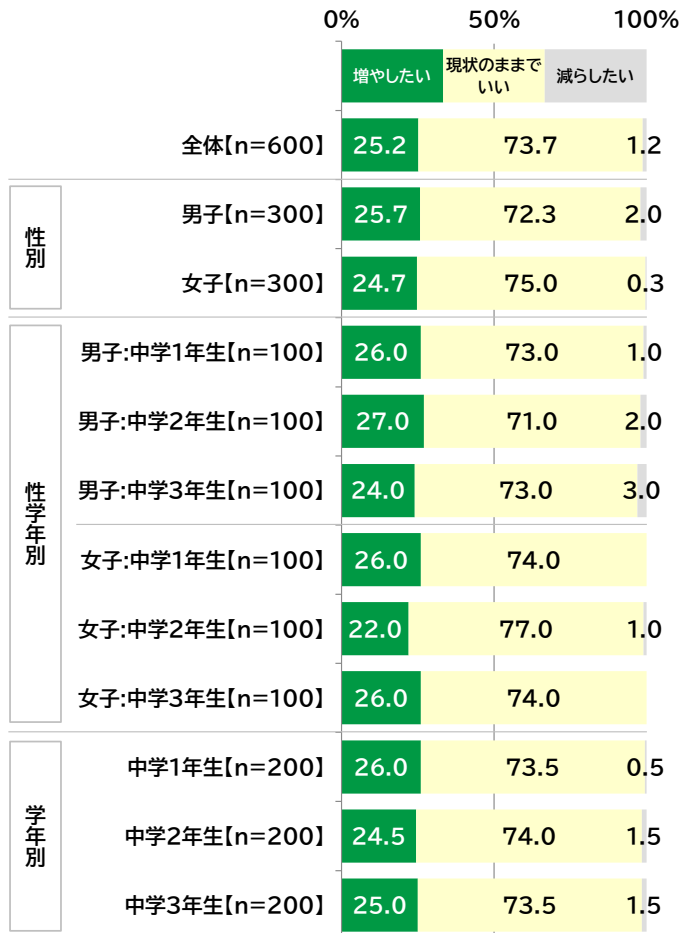 0% 50% 100%
増やしたい 現状のままで 減らしたい
いい
全体【n=600】 25.2 73.7 1.2
性別
男子【n=300】 25.7 72.3 2.0
女子【n=300】 24.7 75.0 0.3
性学年別
男子:中学1年生【n=100】 26.0 73.0 1.0
男子:中学2年生【n=100】 27.0 71.0 2.0
男子:中学3年生【n=100】 24.0 73.0 3.0
女子:中学1年生【n=100】 26.0 74.0
女子:中学2年生【n=100】 22.0 77.0 1.0
女子:中学3年生【n=100】 26.0 74.0
学年別
中学1年生【n=200】 26.0 73.5 0.5
中学2年生【n=200】 24.5 74.0 1.5
中学3年生【n=200】 25.0 73.5 1.5